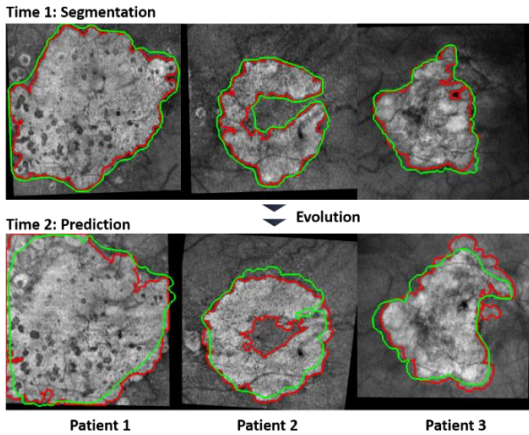 Time 1: Segmentation
Evolution
Time 2: Prediction
Patient 1
Patient 2
Patient 3